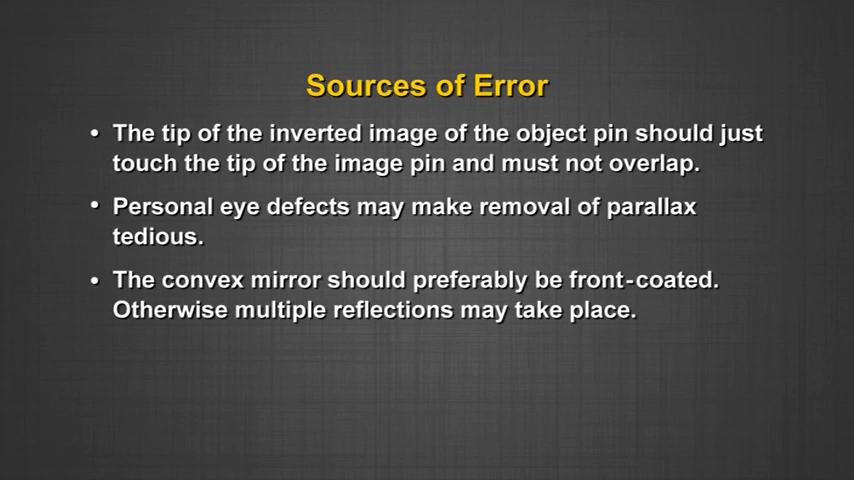 Sources of Error
• The tip of the inverted image of the object pin should just
touch the tip of the image pin and must not overlap.
• Personal eye defects may make removal of parallax
tedious.
• The convex mirror should preferably be front-coated.
Otherwise multiple reflections may take place.